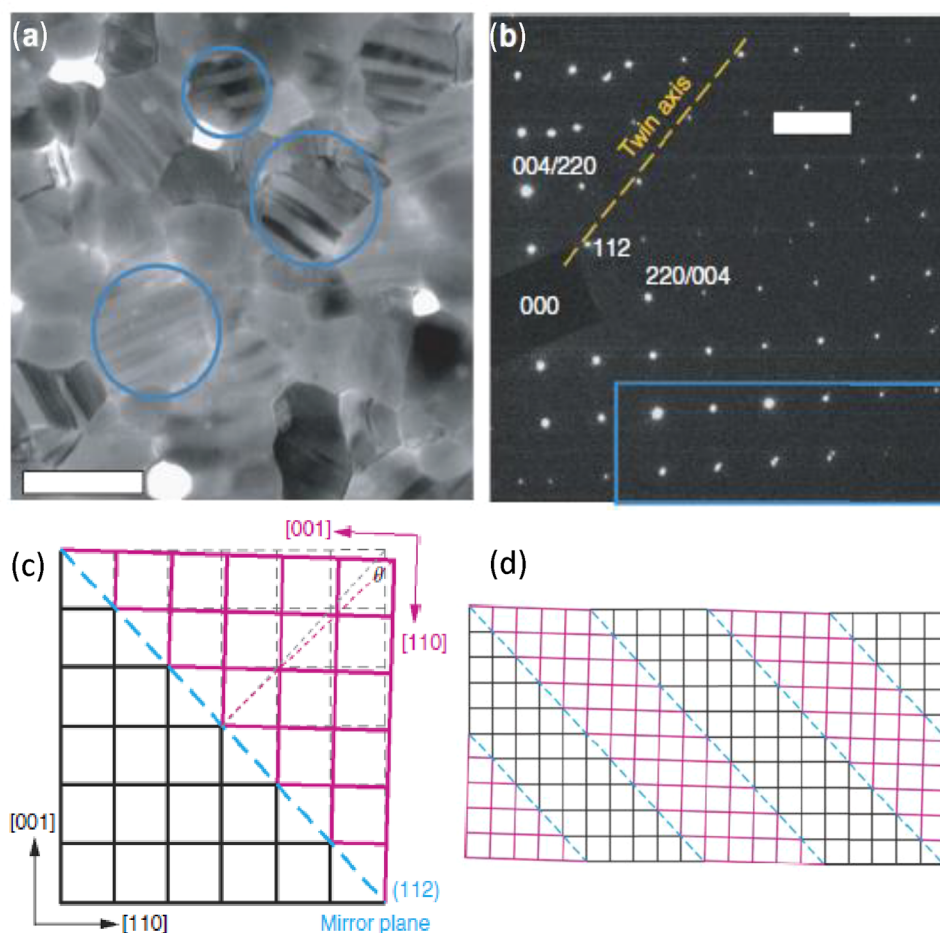 (a)
(b)
Twin axis
004/220
112
220/004
000
(c)
[001]
θ
[110]
[001]
[110]
(112)
Mirror plane
(d)